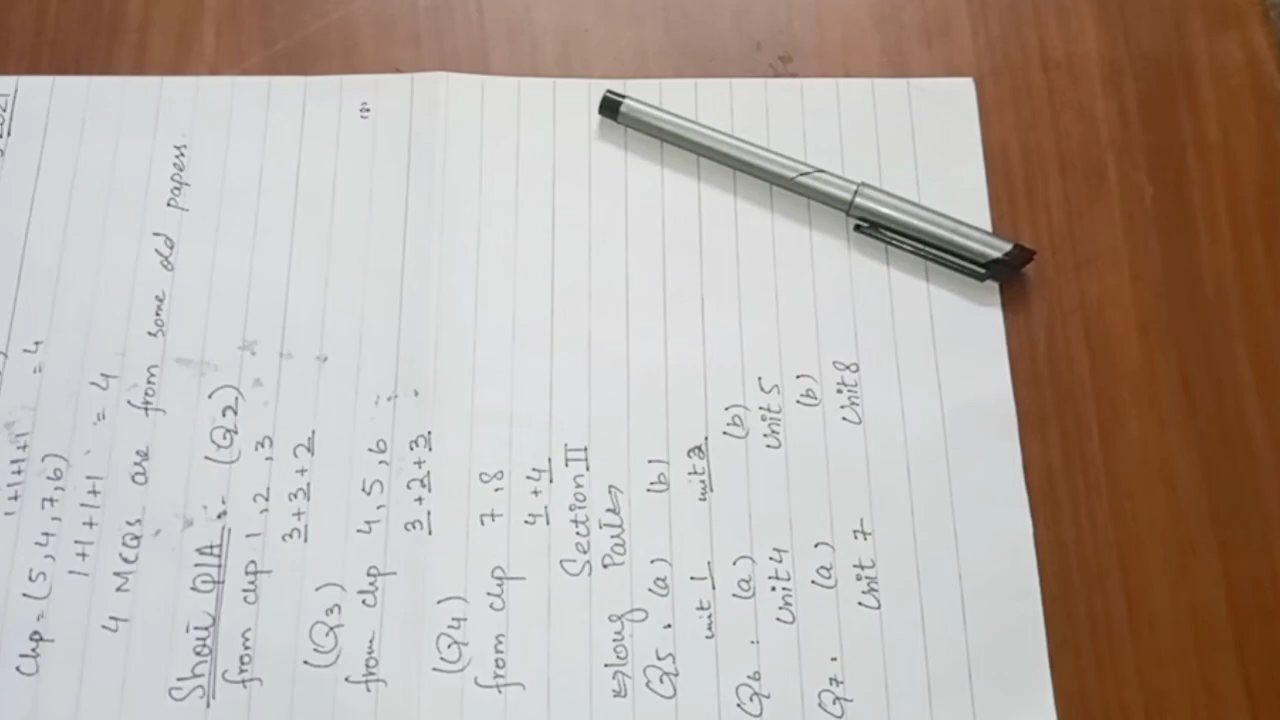 2021
1+1+1+1 = 4
Chp = (5,4,7,6)
1+1+1+1 = 4
4 MCQs are from some old papers.
Short Q/A :- (Q2)
from chp 1,2,3
3+3+2
(Q3)
from chp 4,5,6
3+2+3
(Q4)
from chp 7,8
4+4
Section II
Long Parts
Q5. (a) (b)
unit 1 unit 2
Q6: (a) (b)
Unit 4 Unit 5
Q7. (a) (b)
Unit 7 Unit 8